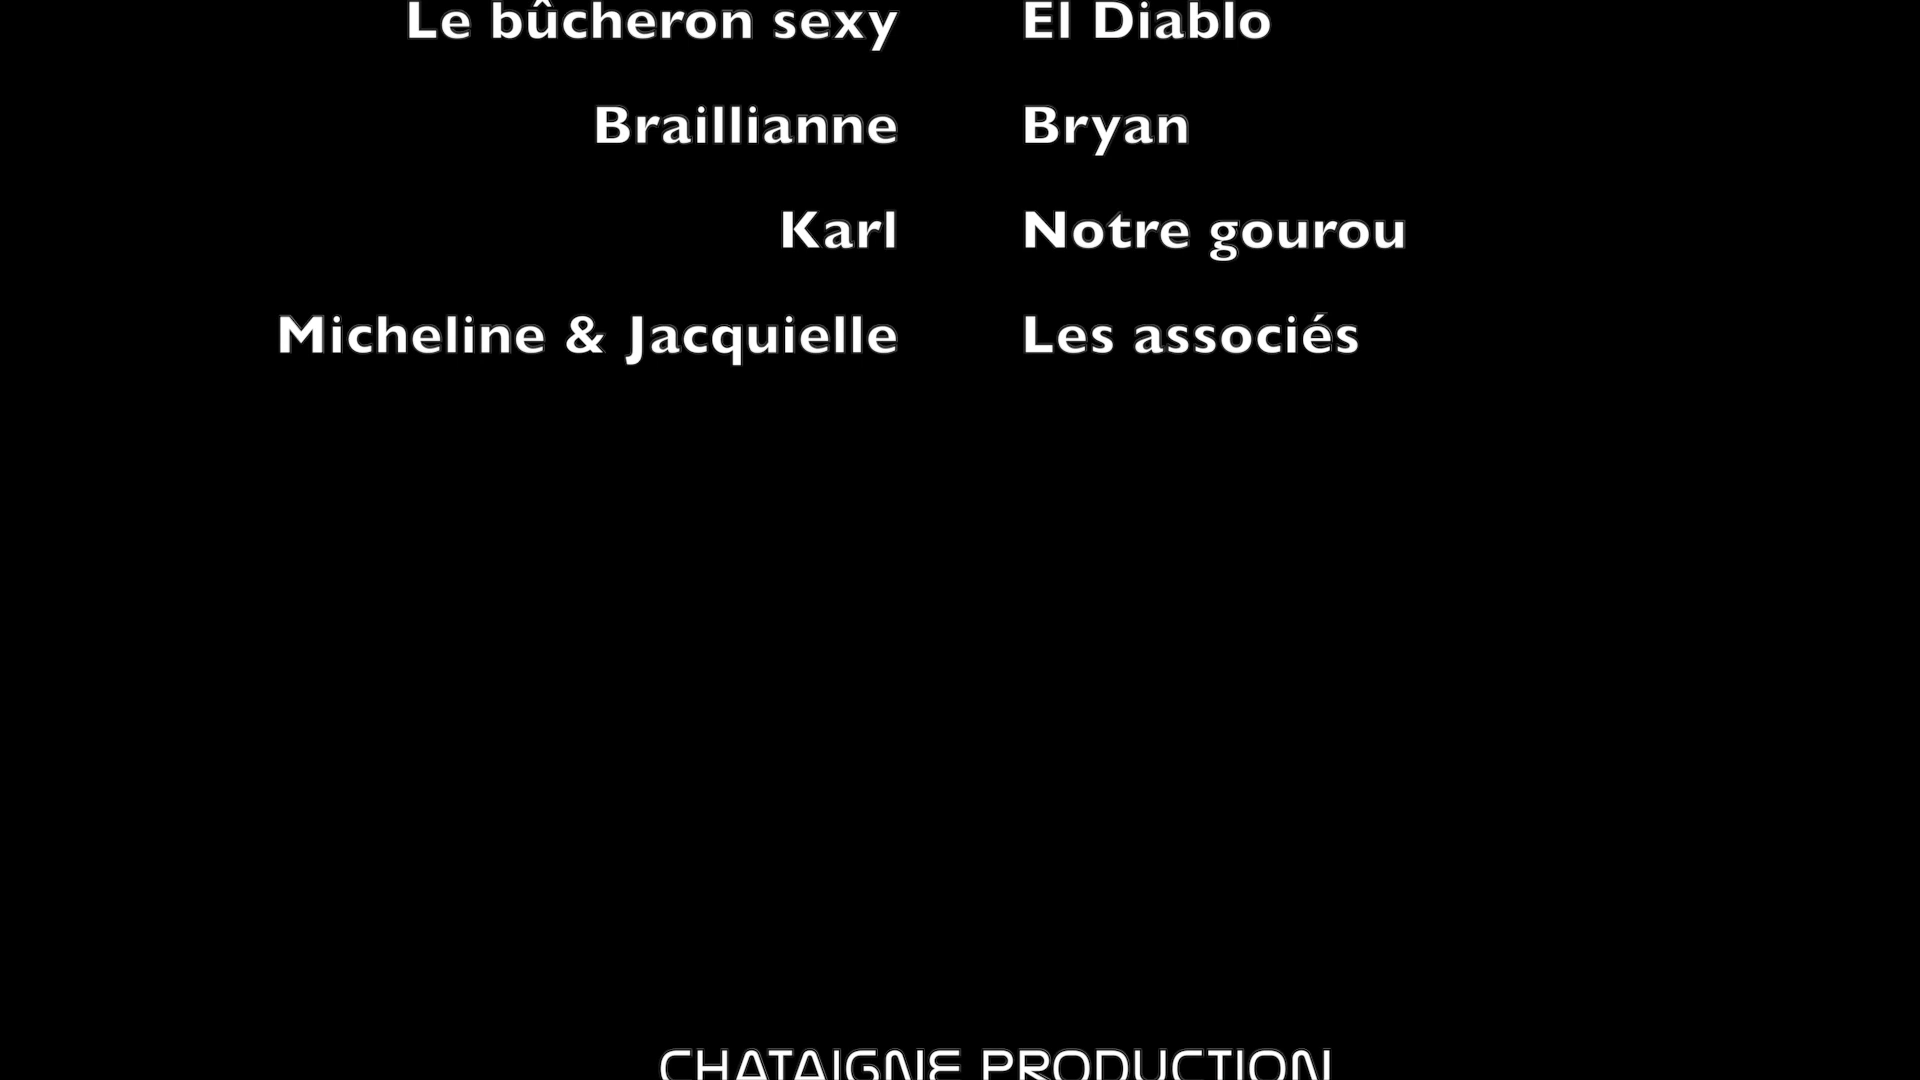 Le bûcheron sexy El Diablo
Braillianne Bryan
Karl Notre gourou
Micheline & Jacquielle Les associés
CHATAIGNE PRODUCTION